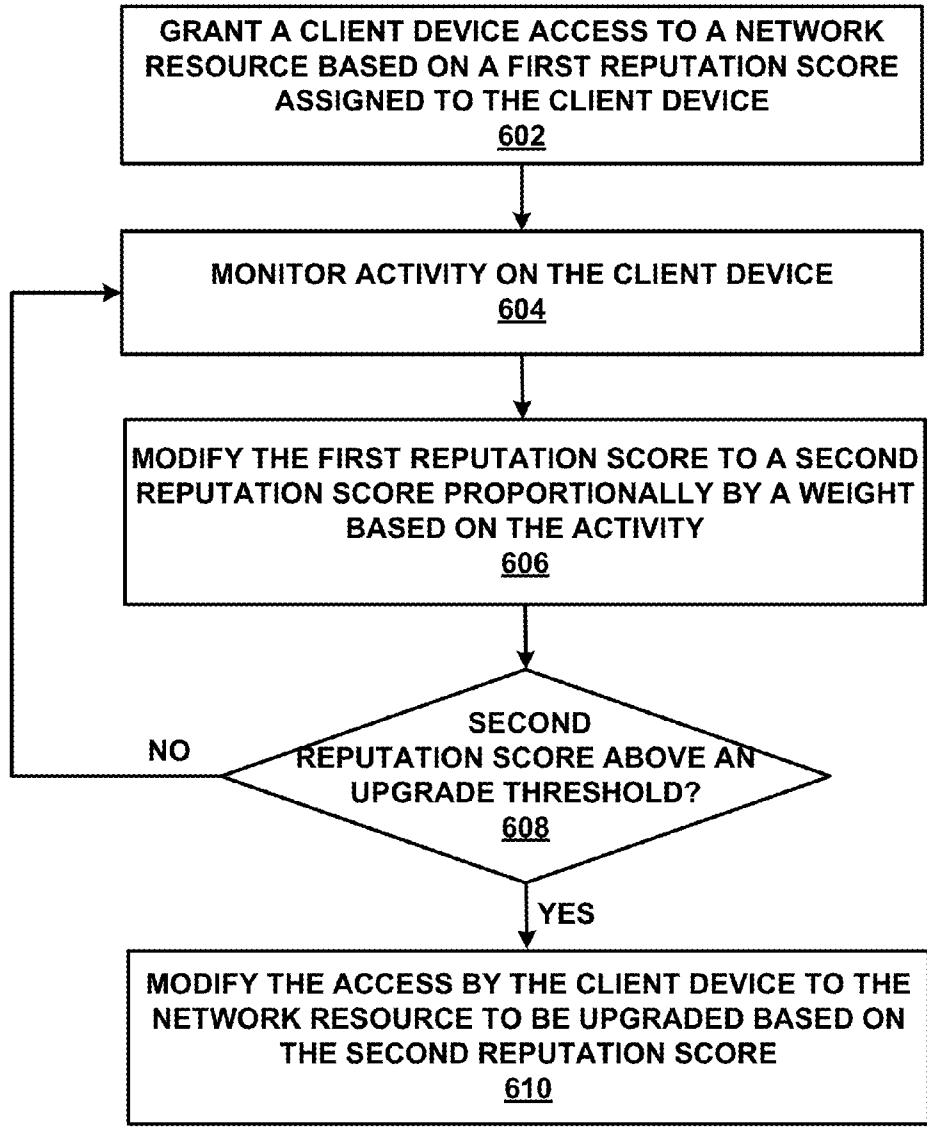 GRANT A CLIENT DEVICE ACCESS TO A NETWORK
RESOURCE BASED ON A FIRST REPUTATION SCORE
ASSIGNED TO THE CLIENT DEVICE
602
MONITOR ACTIVITY ON THE CLIENT DEVICE
604
MODIFY THE FIRST REPUTATION SCORE TO A SECOND
REPUTATION SCORE PROPORTIONALLY BY A WEIGHT
BASED ON THE ACTIVITY
606
SECOND
REPUTATION SCORE ABOVE AN
UPGRADE THRESHOLD?
608
NO
YES
MODIFY THE ACCESS BY THE CLIENT DEVICE TO THE
NETWORK RESOURCE TO BE UPGRADED BASED ON
THE SECOND REPUTATION SCORE
610